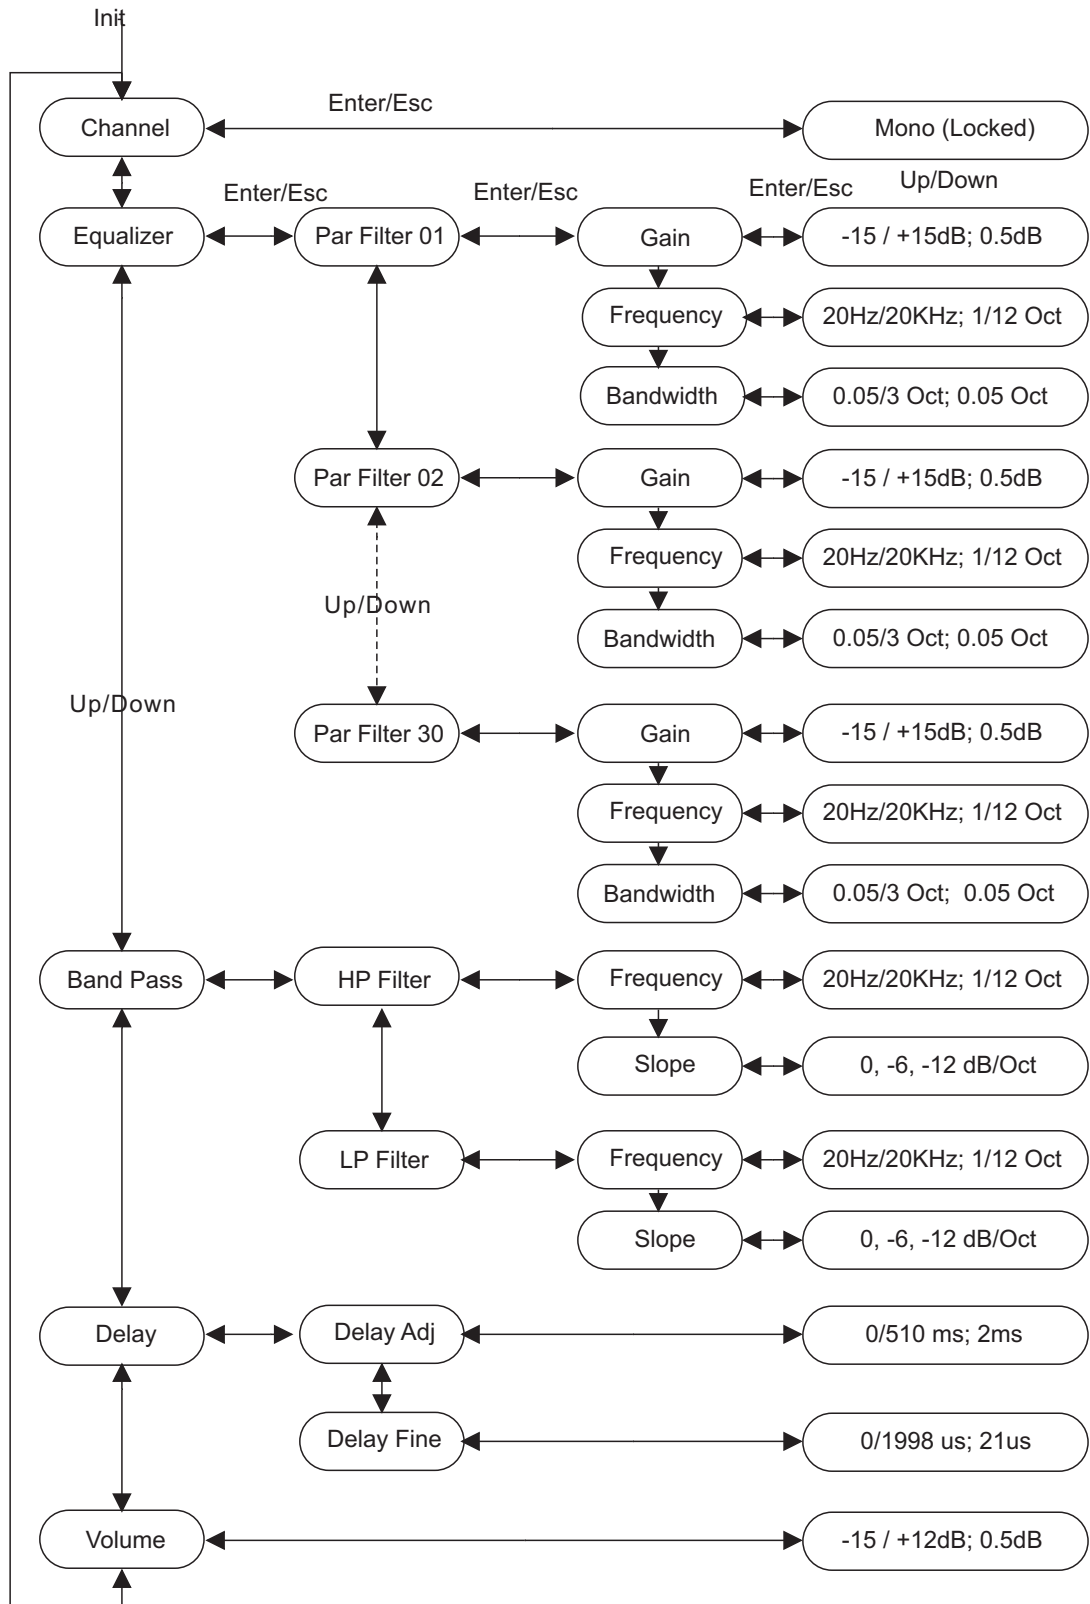 Init
Enter/Esc
Channel
Mono (Locked)
Enter/Esc
Enter/Esc
Enter/Esc
Up/Down
Equalizer
Par Filter 01
Gain
-15 / +15dB; 0.5dB
Frequency
20Hz/20KHz; 1/12 Oct
Bandwidth
0.05/3 Oct; 0.05 Oct
Par Filter 02
Gain
-15 / +15dB; 0.5dB
Frequency
20Hz/20KHz; 1/12 Oct
Up/Down
Bandwidth
0.05/3 Oct; 0.05 Oct
Up/Down
Par Filter 30
Gain
-15 / +15dB; 0.5dB
Frequency
20Hz/20KHz; 1/12 Oct
Bandwidth
0.05/3 Oct;  0.05 Oct
Band Pass
HP Filter
Frequency
20Hz/20KHz; 1/12 Oct
Slope
0, -6, -12 dB/Oct
LP Filter
Frequency
20Hz/20KHz; 1/12 Oct
Slope
0, -6, -12 dB/Oct
Delay
Delay Adj
0/510 ms; 2ms
Delay Fine
0/1998 us; 21us
Volume
-15 / +12dB; 0.5dB